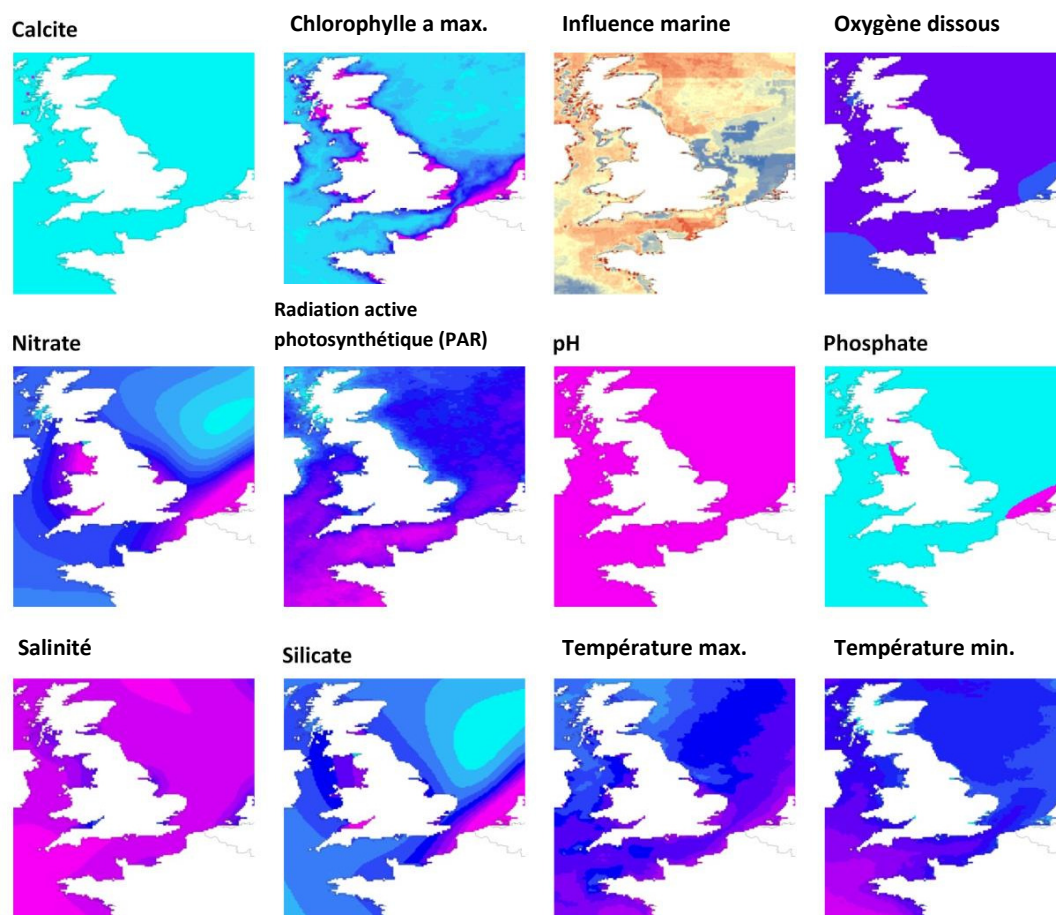 Calcite
Chlorophylle a max.
Influence marine
Oxygène dissous
Nitrate
Radiation active
photosynthétique (PAR)
pH
Phosphate
Salinité
Silicate
Température max.
Température min.